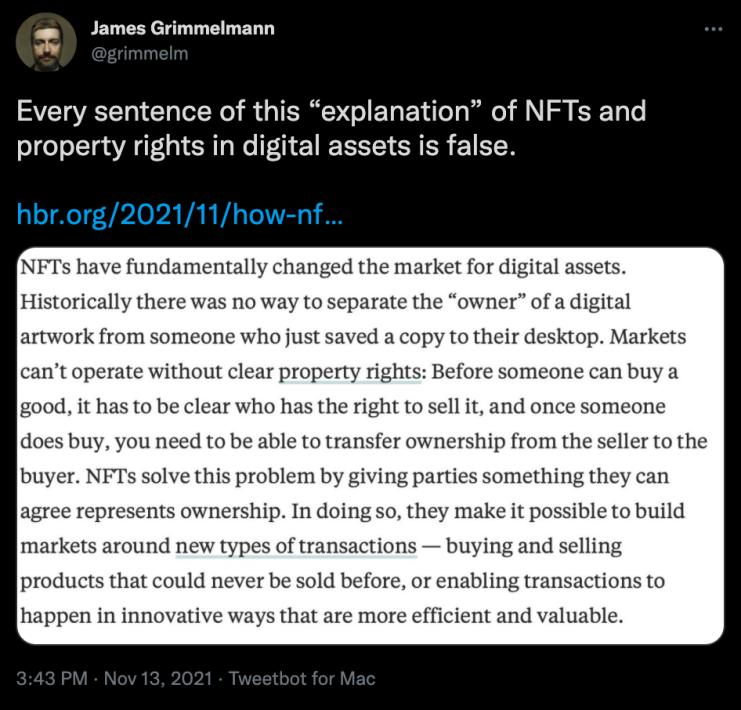 James Grimmelmann
@grimmelm
Every sentence of this “explanation” of NFTs and
property rights in digital assets is false.
hbr.org/2021/11/how-nf...
NFTs have fundamentally changed the market for digital assets.
Historically there was no way to separate the “owner” of a digital
artwork from someone who just saved a copy to their desktop. Markets
can’t operate without clear property rights: Before someone can buy a
good, it has to be clear who has the right to sell it, and once someone
does buy, you need to be able to transfer ownership from the seller to the
buyer. NFTs solve this problem by giving parties something they can
agree represents ownership. In doing so, they make it possible to build
markets around new types of transactions — buying and selling
products that could never be sold before, or enabling transactions to
happen in innovative ways that are more efficient and valuable.
3:43 PM · Nov 13, 2021 · Tweetbot for Mac